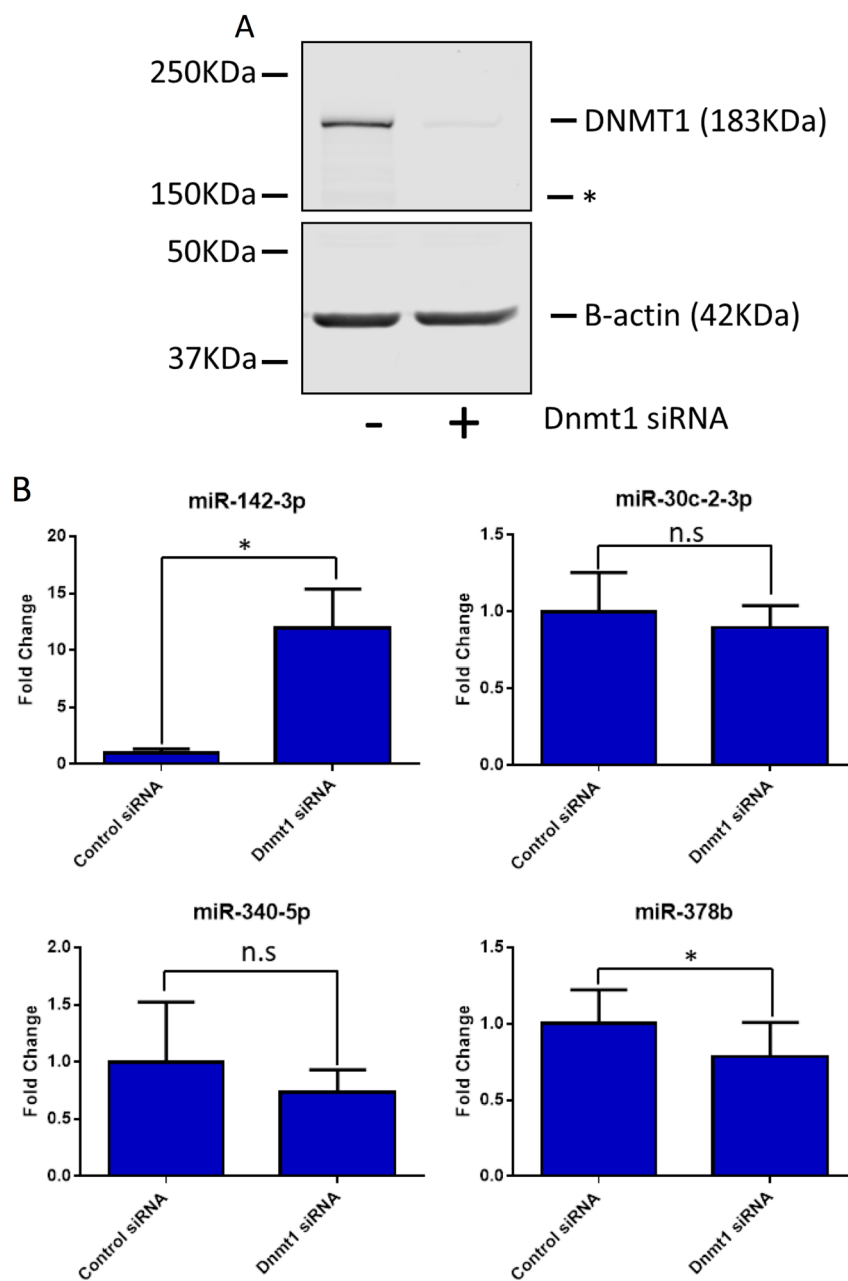 A
250KDa
DNMT1 (183KDa)
150KDa
*
50KDa
B-actin (42KDa)
37KDa
- + Dnmt1 siRNA
B
miR-142-3p
20
15
10
5
0
Fold Change
*
Control siRNA
Dnmt1 siRNA
miR-30c-2-3p
1.5
1.0
0.5
0.0
Fold Change
n.s
Control siRNA
Dnmt1 siRNA
miR-340-5p
2.0
1.5
1.0
0.5
0.0
Fold Change
n.s
Control siRNA
Dnmt1 siRNA
miR-378b
1.5
1.0
0.5
0.0
Fold Change
*
Control siRNA
Dnmt1 siRNA